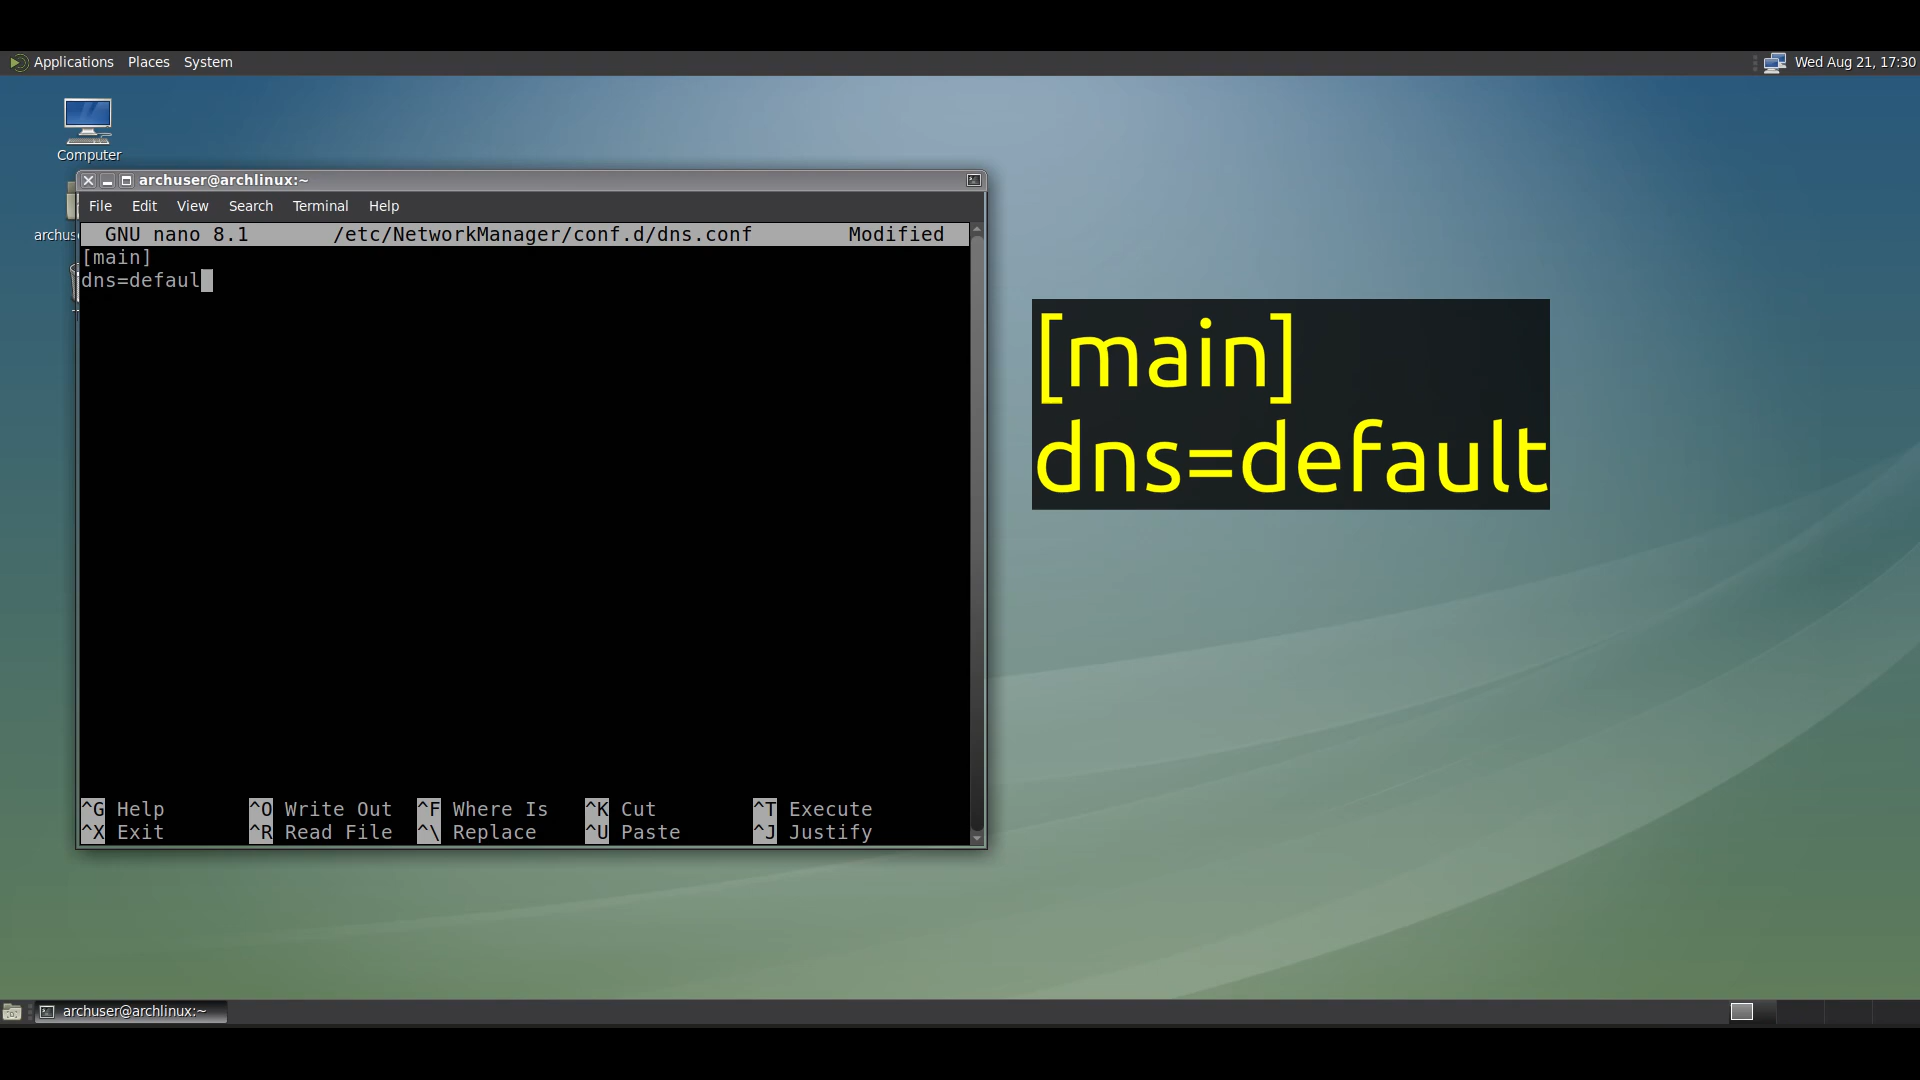 Applications Places System
Wed Aug 21, 17:30
Computer
archuser@archlinux:~
File Edit View Search Terminal Help
GNU nano 8.1 /etc/NetworkManager/conf.d/dns.conf Modified
[main]
dns=defaul
[main]
dns=default
^G Help ^O Write Out ^F Where Is ^K Cut ^T Execute
^X Exit ^R Read File ^\ Replace ^U Paste ^J Justify
archuser@archlinux:~